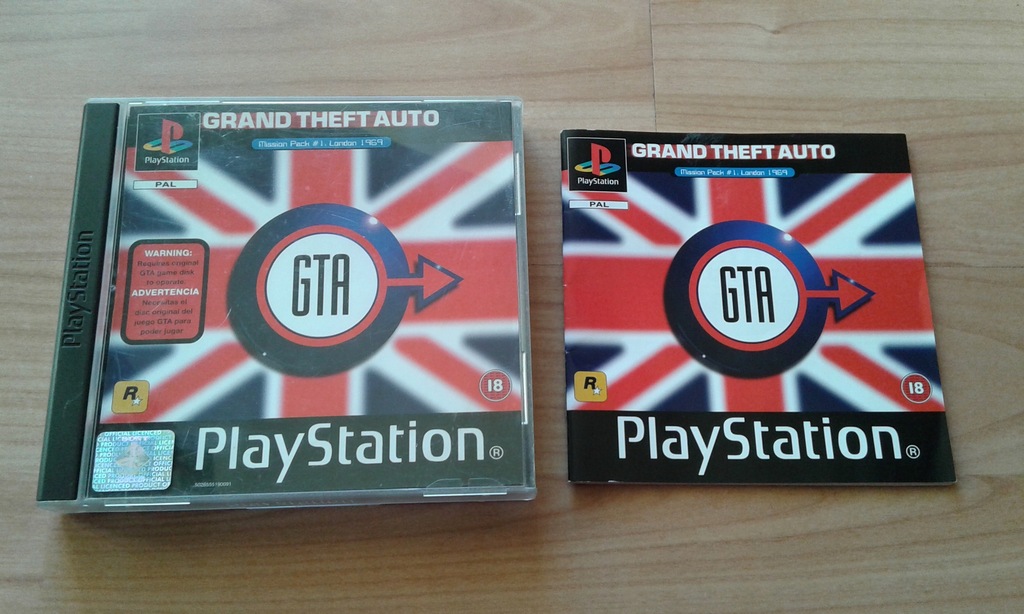 PlayStation
PlayStation
PAL
GRAND THEFT AUTO
Mission Pack #1. London 1969
WARNING:
Requires original
GTA game disk
to operate.
ADVERTENCIA
Necesitas el
disc original del
juego GTA para
poder jugar
GTA
R
18
OFFICIAL LICENCED
PlayStation®
PlayStation
PAL
GRAND THEFT AUTO
Mission Pack #1. London 1969
GTA
R
18
PlayStation®